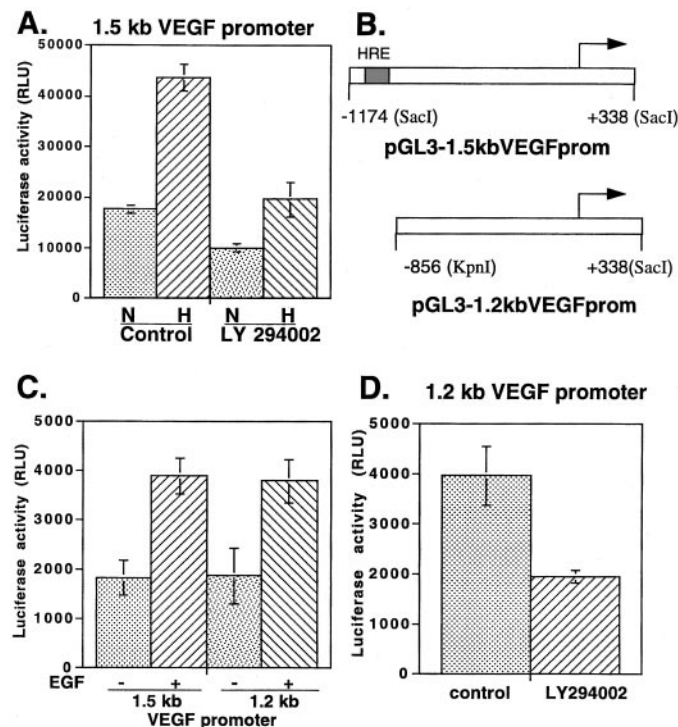 A.
1.5 kb VEGF promoter
Luciferase activity (RLU)
50000
40000
30000
20000
10000
0
N H N H
Control LY 294002
B.
HRE
-1174 (SacI) +338 (SacI)
pGL3-1.5kbVEGFprom
-856 (KpnI) +338(SacI)
pGL3-1.2kbVEGFprom
C.
Luciferase activity (RLU)
5000
4000
3000
2000
1000
0
EGF - + - +
1.5 kb 1.2 kb
VEGF promoter
D.
1.2 kb VEGF promoter
Luciferase activity (RLU)
5000
4000
3000
2000
1000
0
control LY294002